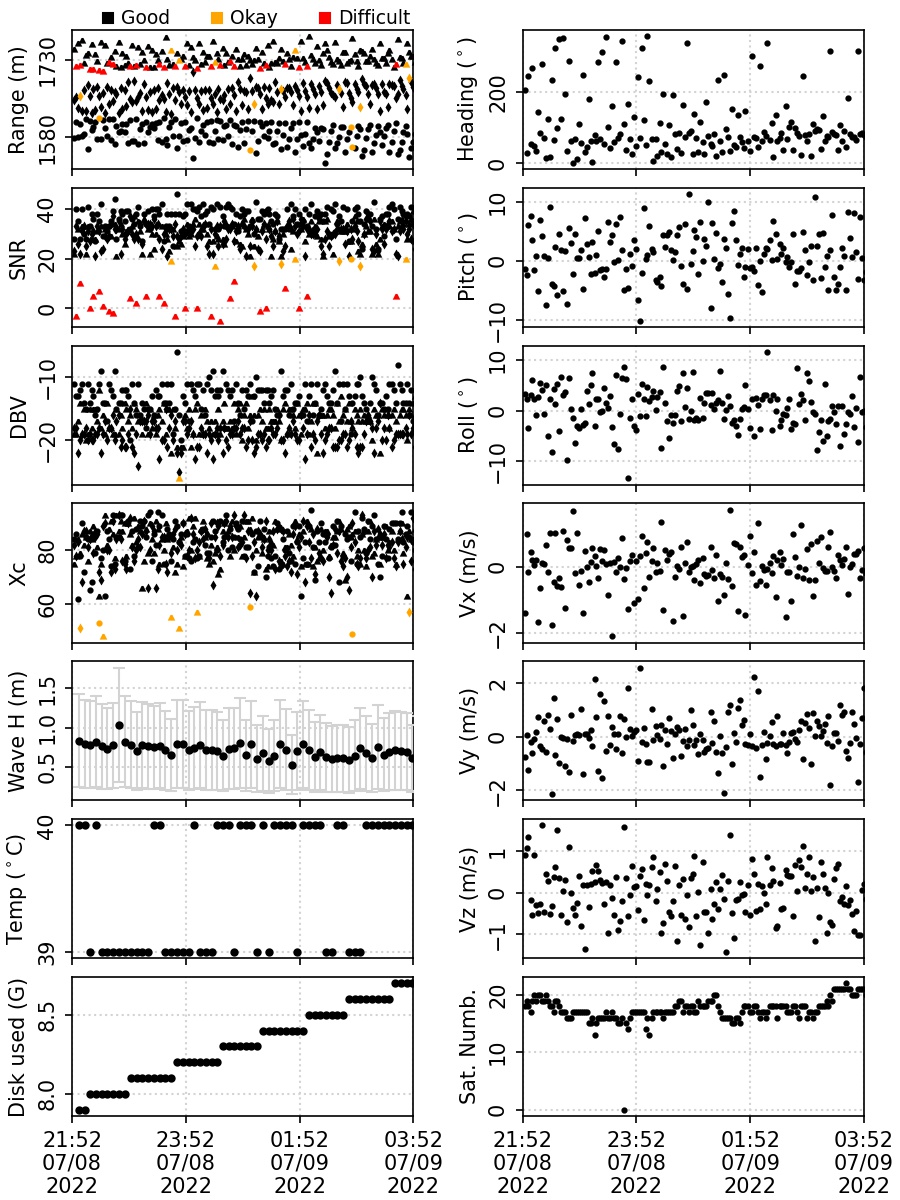 Good Okay Difficult
Range (m)
1730
1580
Heading (°)
200
0
SNR
40
20
0
Pitch (°)
10
0
−10
DBV
−10
−20
Roll (°)
10
0
−10
Xc
80
60
Vx (m/s)
0
−2
Wave H (m)
1.5
1.0
0.5
Vy (m/s)
2
0
−2
Temp (°C)
40
39
Vz (m/s)
1
0
−1
Disk used (G)
8.5
8.0
Sat. Numb.
20
10
0
21:52 23:52 01:52 03:52
07/08 07/08 07/09 07/09
2022 2022 2022 2022
21:52 23:52 01:52 03:52
07/08 07/08 07/09 07/09
2022 2022 2022 2022